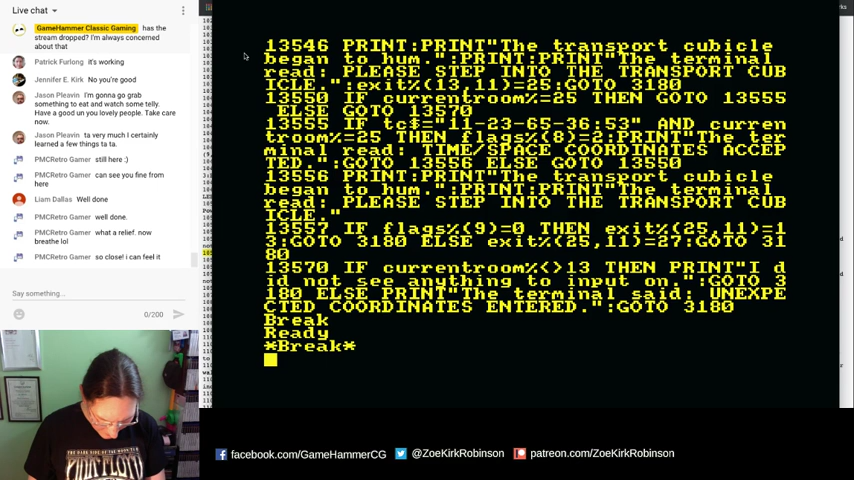 Live chat
GameHammer Classic Gaming has the
stream dropped? I'm always concerned
about that
Patrick Furlong it's working
Jennifer E. Kirk No you're good
Jason Pleavin I'm gonna go grab
something to eat and watch some telly.
Have a good un you lovely people. Take care
now.
Jason Pleavin ta very much I certainly
learned a few things ta ta.
PMCRetro Gamer still here :)
PMCRetro Gamer can see you fine from
here
Liam Dallas Well done
PMCRetro Gamer well done.
PMCRetro Gamer what a relief. now
breathe lol
PMCRetro Gamer so close! i can feel it
Say something...
0/200
13546 PRINT:PRINT"The transport cubicle
began to hum.":PRINT:PRINT"The terminal
read: PLEASE STEP INTO THE TRANSPORT CUB
ICLE.":exit%(13,11)=25:GOTO 3180
13550 IF currentroom%=25 THEN GOTO 13555
ELSE GOTO 13570
13555 IF tc$="11-23-65-36:53" AND curren
troom%=25 THEN flags%(8)=2:PRINT"The ter
minal read: TIME/SPACE COORDINATES ACCEP
TED.":GOTO 13556 ELSE GOTO 13550
13556 PRINT:PRINT"The transport cubicle
began to hum.":PRINT:PRINT"The terminal
read: PLEASE STEP INTO THE TRANSPORT CUB
ICLE."
13557 IF flags%(9)=0 THEN exit%(25,11)=1
3:GOTO 3180 ELSE exit%(25,11)=27:GOTO 31
80
13570 IF currentroom%<>13 THEN PRINT"I d
id not see anything to input on.":GOTO 3
180 ELSE PRINT"The terminal said: UNEXPE
CTED COORDINATES ENTERED.":GOTO 3180
Break
Ready
*Break*
PINK FLOYD
facebook.com/GameHammerCG
@ZoeKirkRobinson
patreon.com/ZoeKirkRobinson